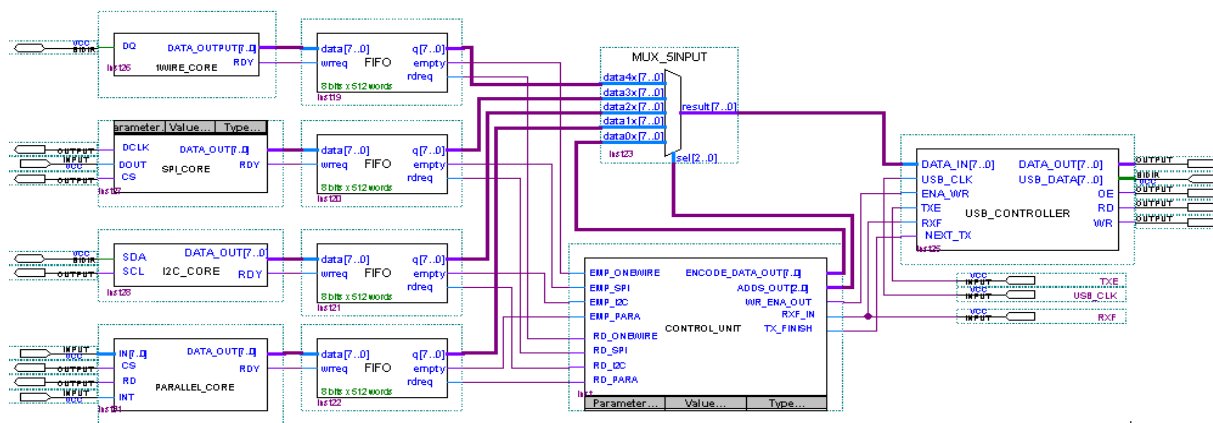 VCC
BIDIR
DQ DATA_OUTPUT[7..0]
RDY
1WIRE_CORE
inst26
data[7..0] q[7..0]
wrreq FIFO empty
rdreq
8 bits x 512 words
inst19
MUX_5INPUT
data4x[7..0]
data3x[7..0]
data2x[7..0]
data1x[7..0]
data0x[7..0]
result[7..0]
sel[2..0]
inst23
Parameter... Value... Type...
OUTPUT
INPUT
VCC
OUTPUT
DCLK DATA_OUT[7..0]
DOUT RDY
CS SPI_CORE
inst27
data[7..0] q[7..0]
wrreq FIFO empty
rdreq
8 bits x 512 words
inst20
DATA_IN[7..0] DATA_OUT[7..0]
USB_CLK USB_DATA[7..0]
ENA_WR OE
TXE RD
RXF WR
NEXT_TX
USB_CONTROLLER
inst25
OUTPUT
BIDIR
VCC
OUTPUT
OUTPUT
OUTPUT
VCC
BIDIR
OUTPUT
SDA DATA_OUT[7..0]
SCL I2C_CORE RDY
inst28
data[7..0] q[7..0]
wrreq FIFO empty
rdreq
8 bits x 512 words
inst21
EMP_ONEWIRE ENCODE_DATA_OUT[7..0]
EMP_SPI ADDS_OUT[2..0]
EMP_I2C WR_ENA_OUT
EMP_PARA RXF_IN
CONTROL_UNIT TX_FINISH
RD_ONEWIRE
RD_SPI
RD_I2C
RD_PARA
inst
Parameter... Value... Type...
VCC
INPUT TXE
VCC
INPUT USB_CLK
VCC
INPUT RXF
INPUT
VCC
OUTPUT
OUTPUT
INPUT
VCC
IN[7..0] DATA_OUT[7..0]
CS RDY
RD PARALLEL_CORE
INT
data[7..0] q[7..0]
wrreq FIFO empty
rdreq
8 bits x 512 words
inst22